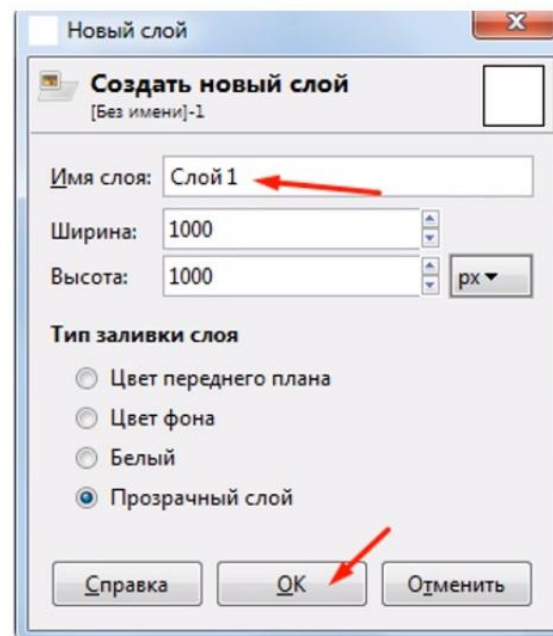 Новый слой
Создать новый слой
[Без имени]-1
Имя слоя: Слой 1
Ширина: 1000
Высота: 1000 px
Тип заливки слоя
Цвет переднего плана
Цвет фона
Белый
Прозрачный слой
Справка OK Отменить